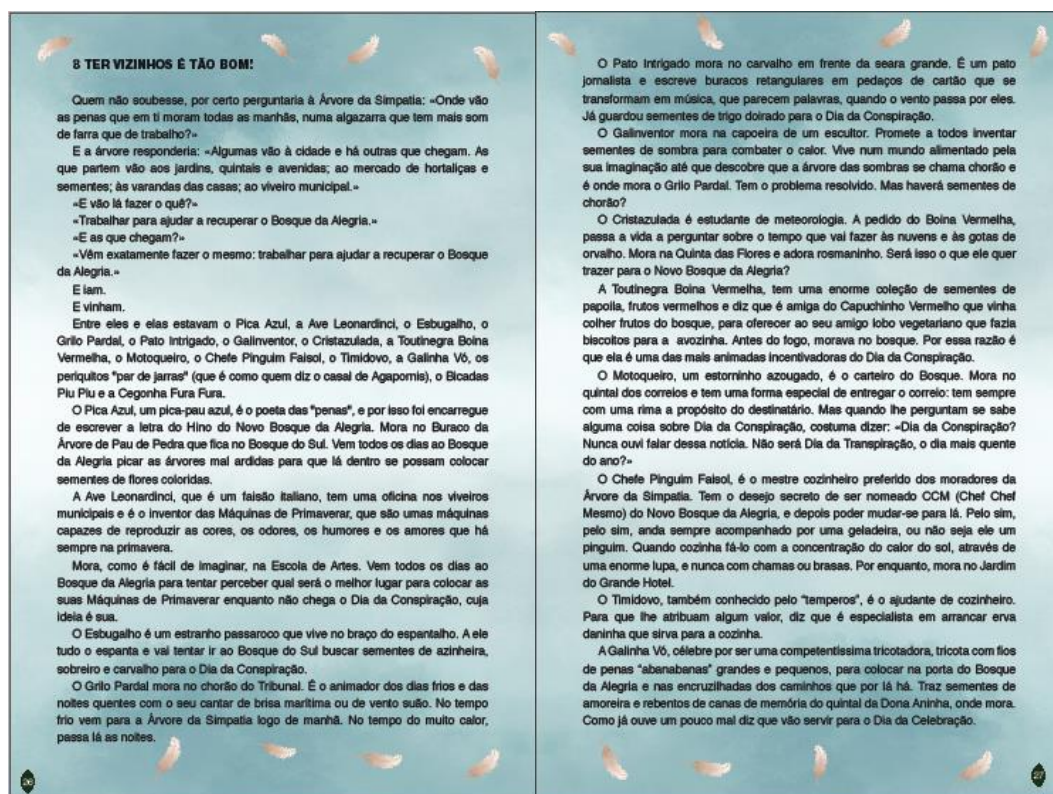 8 TER VIZINHOS É TÃO BOM!
Quem não soubesse, por certo perguntaria à Árvore da Simpatia: «Onde vão
as penas que em ti moram todas as manhãs, numa algazarra que tem mais som
de farra que de trabalho?»
E a árvore responderia: «Algumas vão à cidade e há outras que chegam. As
que partem vão aos jardins, quintais e avenidas; ao mercado de hortaliças e
sementes; às varandas das casas; ao viveiro municipal.»
«E vão lá fazer o quê?»
«Trabalhar para ajudar a recuperar o Bosque da Alegria.»
«E as que chegam?»
«Vêm exatamente fazer o mesmo: trabalhar para ajudar a recuperar o Bosque
da Alegria.»
E iam.
E vinham.
Entre eles e elas estavam o Pica Azul, a Ave Leonardinci, o Esbugalho, o
Grilo Pardal, o Pato Intrigado, o Galinventor, o Cristazulada, a Toutinegra Boina
Vermelha, o Motoqueiro, o Chefe Pinguim Faisol, o Timidovo, a Galinha Vó, os
periquitos "par de jarras" (que é como quem diz o casal de Agapornis), o Bicadas
Piu Piu e a Cegonha Fura Fura.
O Pica Azul, um pica-pau azul, é o poeta das "penas", e por isso foi encarregue
de escrever a letra do Hino do Novo Bosque da Alegria. Mora no Buraco da
Árvore de Pau de Pedra que fica no Bosque do Sul. Vem todos os dias ao Bosque
da Alegria picar as árvores mal ardidas para que lá dentro se possam colocar
sementes de flores coloridas.
A Ave Leonardinci, que é um faisão italiano, tem uma oficina nos viveiros
municipais e é o inventor das Máquinas de Primaverar, que são umas máquinas
capazes de reproduzir as cores, os odores, os humores e os amores que há
sempre na primavera.
Mora, como é fácil de imaginar, na Escola de Artes. Vem todos os dias ao
Bosque da Alegria para tentar perceber qual será o melhor lugar para colocar as
suas Máquinas de Primaverar enquanto não chega o Dia da Conspiração, cuja
ideia é sua.
O Esbugalho é um estranho passaroco que vive no braço do espantalho. A ele
tudo o espanta e vai tentar ir ao Bosque do Sul buscar sementes de azinheira,
sobreiro e carvalho para o Dia da Conspiração.
O Grilo Pardal mora no chorão do Tribunal. É o animador dos dias frios e das
noites quentes com o seu cantar de brisa marítima ou de vento suão. No tempo
frio vem para a Árvore da Simpatia logo de manhã. No tempo do muito calor,
passa lá as noites.
26
O Pato Intrigado mora no carvalho em frente da seara grande. É um pato
jornalista e escreve buracos retangulares em pedaços de cartão que se
transformam em música, que parecem palavras, quando o vento passa por eles.
Já guardou sementes de trigo doirado para o Dia da Conspiração.
O Galinventor mora na capoeira de um escultor. Promete a todos inventar
sementes de sombra para combater o calor. Vive num mundo alimentado pela
sua imaginação até que descobre que a árvore das sombras se chama chorão e
é onde mora o Grilo Pardal. Tem o problema resolvido. Mas haverá sementes de
chorão?
O Cristazulada é estudante de meteorologia. A pedido do Boina Vermelha,
passa a vida a perguntar sobre o tempo que vai fazer às nuvens e às gotas de
orvalho. Mora na Quinta das Flores e adora rosmaninho. Será isso o que ele quer
trazer para o Novo Bosque da Alegria?
A Toutinegra Boina Vermelha, tem uma enorme coleção de sementes de
papoila, frutos vermelhos e diz que é amiga do Capuchinho Vermelho que vinha
colher frutos do bosque, para oferecer ao seu amigo lobo vegetariano que fazia
biscoitos para a avozinha. Antes do fogo, morava no bosque. Por essa razão é
que ela é uma das mais animadas incentivadoras do Dia da Conspiração.
O Motoqueiro, um estorninho azougado, é o carteiro do Bosque. Mora no
quintal dos correios e tem uma forma especial de entregar o correio: tem sempre
com uma rima a propósito do destinatário. Mas quando lhe perguntam se sabe
alguma coisa sobre Dia da Conspiração, costuma dizer: «Dia da Conspiração?
Nunca ouvi falar dessa notícia. Não será Dia da Transpiração, o dia mais quente
do ano?»
O Chefe Pinguim Faisol, é o mestre cozinheiro preferido dos moradores da
Árvore da Simpatia. Tem o desejo secreto de ser nomeado CCM (Chef Chef
Mesmo) do Novo Bosque da Alegria, e depois poder mudar-se para lá. Pelo sim,
pelo sim, anda sempre acompanhado por uma geladeira, ou não seja ele um
pinguim. Quando cozinha fá-lo com a concentração do calor do sol, através de
uma enorme lupa, e nunca com chamas ou brasas. Por enquanto, mora no Jardim
do Grande Hotel.
O Timidovo, também conhecido pelo "temperos", é o ajudante de cozinheiro.
Para que lhe atribuam algum valor, diz que é especialista em arrancar erva
daninha que sirva para a cozinha.
A Galinha Vó, célebre por ser uma competentíssima tricotadora, tricota com fios
de penas "abanabanas" grandes e pequenos, para colocar na porta do Bosque
da Alegria e nas encruzilhadas dos caminhos que por lá há. Traz sementes de
amoreira e rebentos de canas de memória do quintal da Dona Aninha, onde mora.
Como já ouve um pouco mal diz que vão servir para o Dia da Celebração.
27